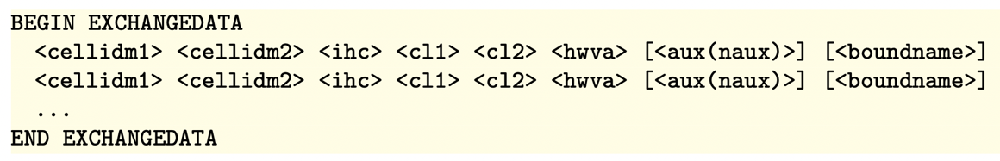 BEGIN EXCHANGEDATA
  <cellidm1> <cellidm2> <ihc> <cl1> <cl2> <hwva> [<aux(naux)>] [<boundname>]
  <cellidm1> <cellidm2> <ihc> <cl1> <cl2> <hwva> [<aux(naux)>] [<boundname>]
  ...
END EXCHANGEDATA